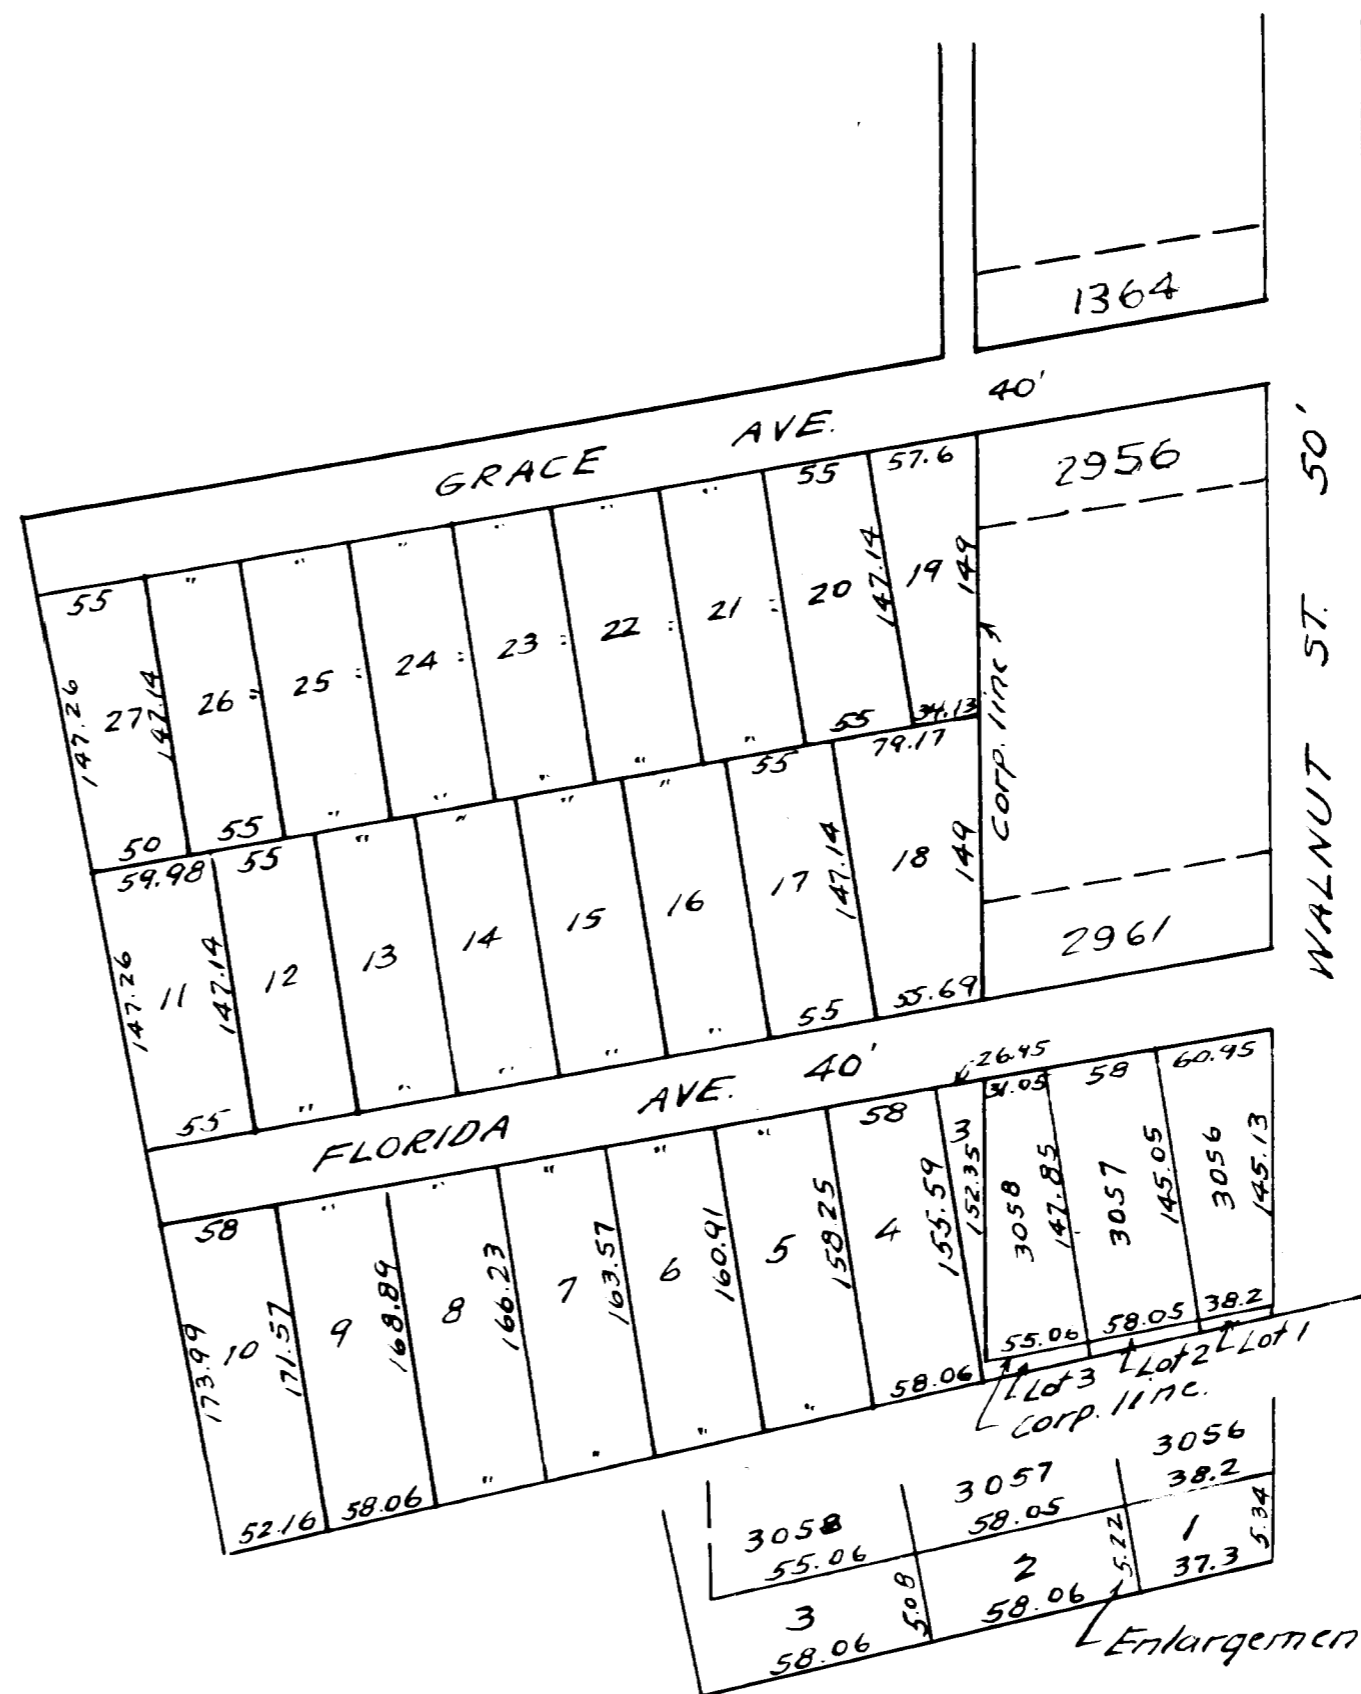 1364
40'
GRACE AVE.
2956
WALNUT ST. 50'
55 " " " " " " 55 57.6
147.26 27 147.14 26 " 25 " 24 " 23 " 22 " 21 " 20 147.14 19 149
Corp. line
50 55 " " " " " 55 34.13
59.98 55 " " " " 55 79.17
147.26 11 147.14 12 13 14 15 16 17 147.14 18 149
2961
55 " " " " " 55 55.69
FLORIDA AVE. 40'
26.45
58 " " " " " 58 31.05 58 60.95
173.99 10 171.57 9 168.89 8 166.23 7 163.57 6 160.91 5 158.25 4 155.59 3 152.35 3058 147.85 3057 145.05 3056 145.13
52.16 58.06 " " " " 58.06 55.06 58.05 38.2
Lot 3 Lot 2 Lot 1
Corp. line.
3058 3057 3056
55.06 58.05 38.2
3 5.08 2 5.22 1 5.34
58.06 58.06 37.3
Enlargemen